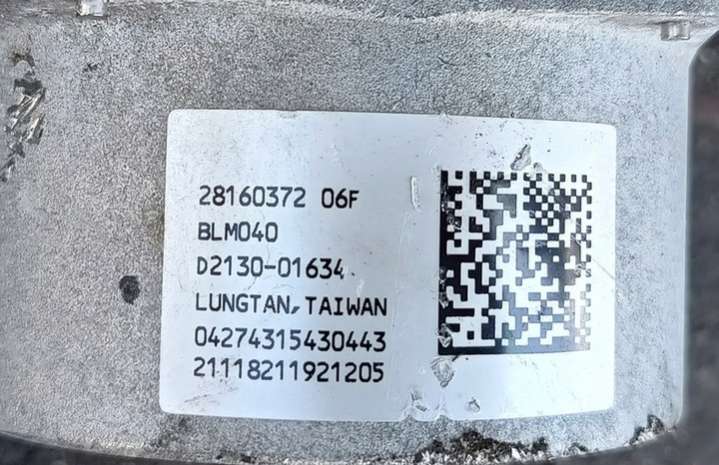 28160372 06F
BLM040
D2130-01634
LUNGTAN, TAIWAN
04274315430443
21118211921205